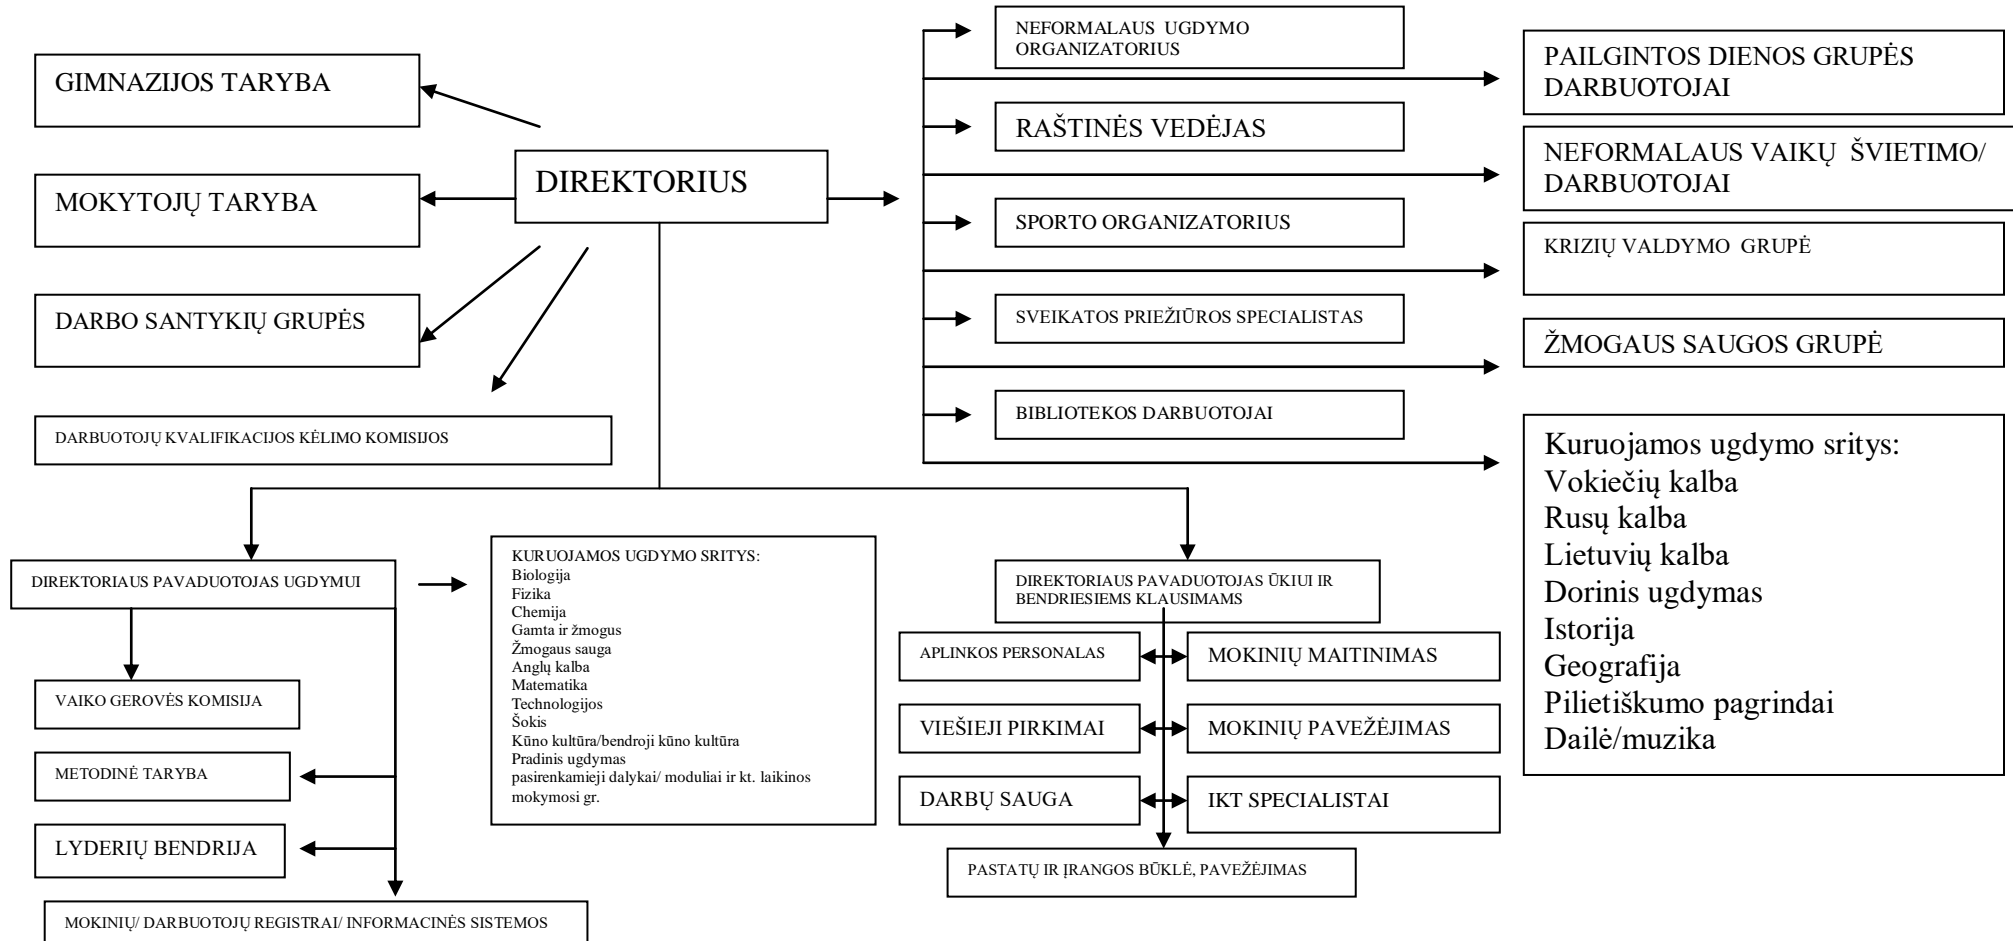 GIMNAZIJOS TARYBA
MOKYTOJŲ TARYBA
DARBO SANTYKIŲ GRUPĖS
DARBUOTOJŲ KVALIFIKACIJOS KĖLIMO KOMISIJOS
DIREKTORIUS
NEFORMALAUS UGDYMO
ORGANIZATORIUS
RAŠTINĖS VEDĖJAS
SPORTO ORGANIZATORIUS
SVEIKATOS PRIEŽIŪROS SPECIALISTAS
BIBLIOTEKOS DARBUOTOJAI
PAILGINTOS DIENOS GRUPĖS
DARBUOTOJAI
NEFORMALAUS VAIKŲ ŠVIETIMO/
DARBUOTOJAI
KRIZIŲ VALDYMO GRUPĖ
ŽMOGAUS SAUGOS GRUPĖ
Kuruojamos ugdymo sritys:
Vokiečių kalba
Rusų kalba
Lietuvių kalba
Dorinis ugdymas
Istorija
Geografija
Pilietiškumo pagrindai
Dailė/muzika
DIREKTORIAUS PAVADUOTOJAS UGDYMUI
VAIKO GEROVĖS KOMISIJA
METODINĖ TARYBA
LYDERIŲ BENDRIJA
MOKINIŲ/ DARBUOTOJŲ REGISTRAI/ INFORMACINĖS SISTEMOS
KURUOJAMOS UGDYMO SRITYS:
Biologija
Fizika
Chemija
Gamta ir žmogus
Žmogaus sauga
Anglų kalba
Matematika
Technologijos
Šokis
Kūno kultūra/bendroji kūno kultūra
Pradinis ugdymas
pasirenkamieji dalykai/ moduliai ir kt. laikinos
mokymosi gr.
DIREKTORIAUS PAVADUOTOJAS ŪKIUI IR
BENDRIESIEMS KLAUSIMAMS
APLINKOS PERSONALAS
MOKINIŲ MAITINIMAS
VIEŠIEJI PIRKIMAI
MOKINIŲ PAVEŽĖJIMAS
DARBŲ SAUGA
IKT SPECIALISTAI
PASTATŲ IR ĮRANGOS BŪKLĖ, PAVEŽĖJIMAS